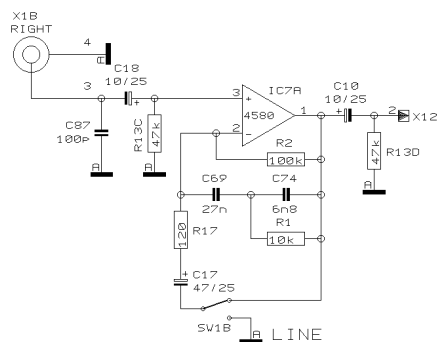 X1B
RIGHT
4
A
C18
10/25
+
3
C87
100p
A
R13C
47k
A
3
+
IC7A
4580
1
2
−
C10
10/25
+
2
X12
47k
R13D
A
R2
100k
C69
27n
C74
6n8
R1
10k
120
R17
+
C17
47/25
SW1B
A
LINE